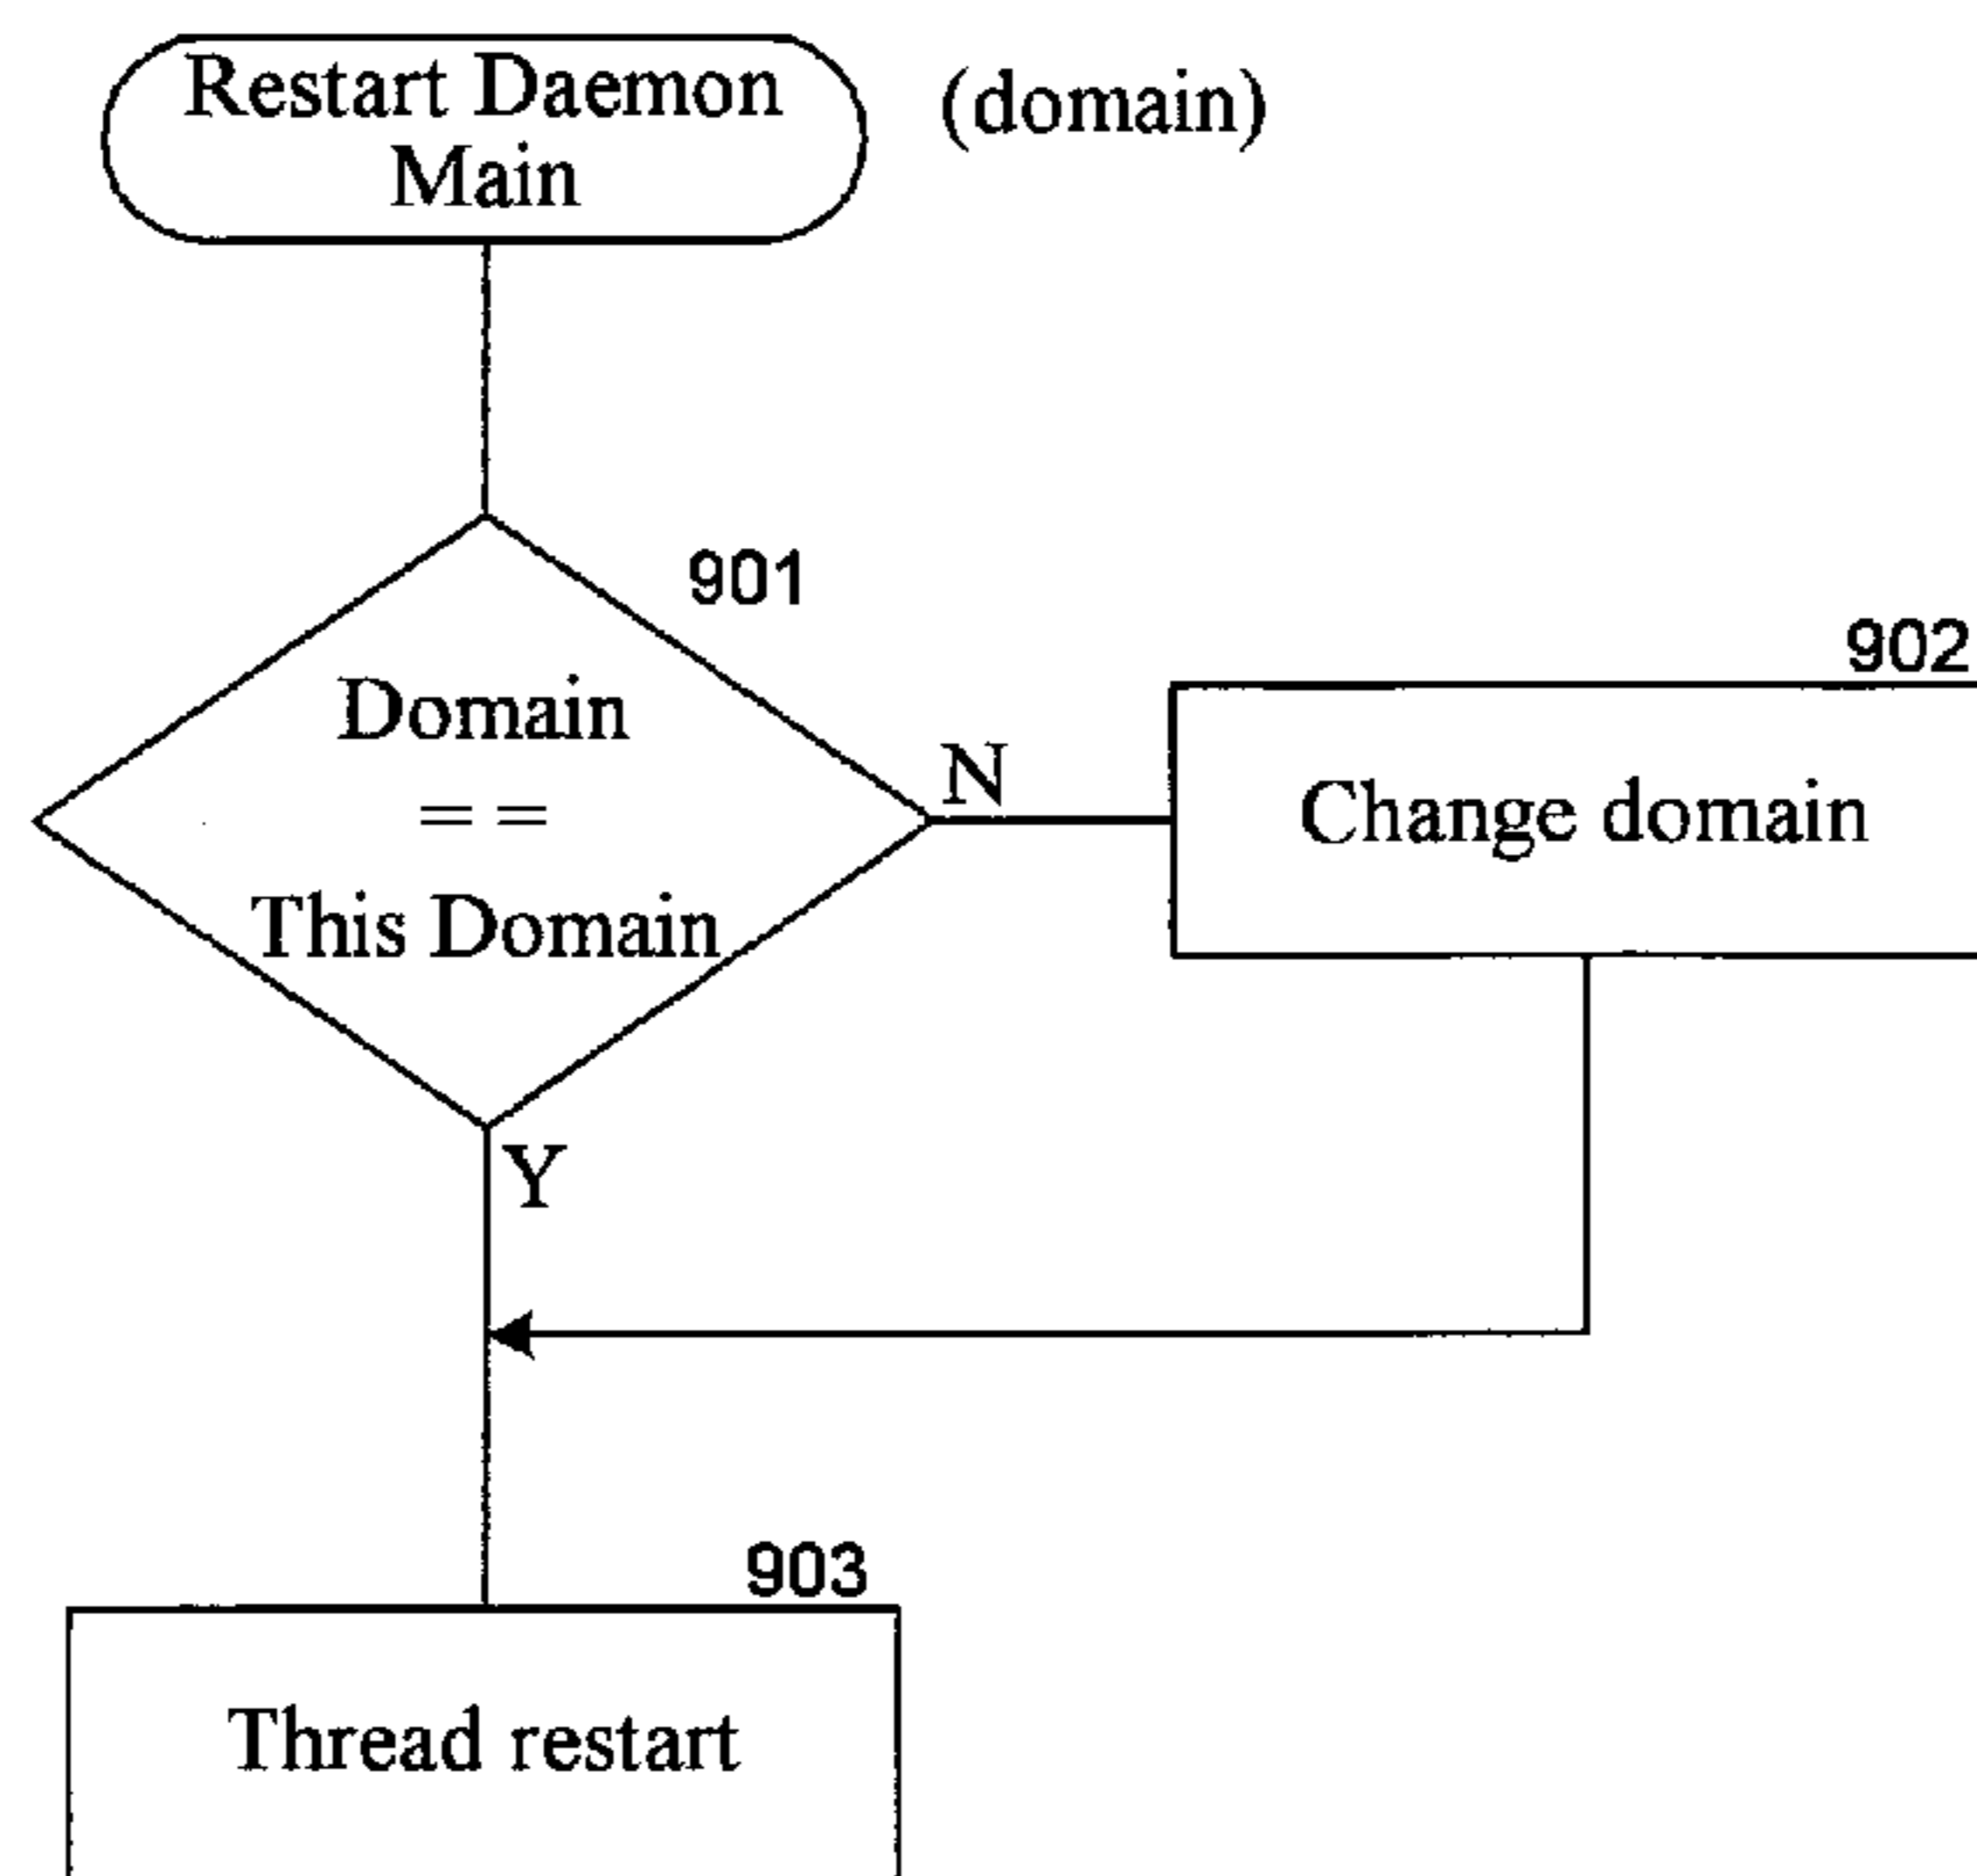 Restart Daemon
Main
(domain)
901
Domain
= =
This Domain
N
902
Change domain
Y
903
Thread restart